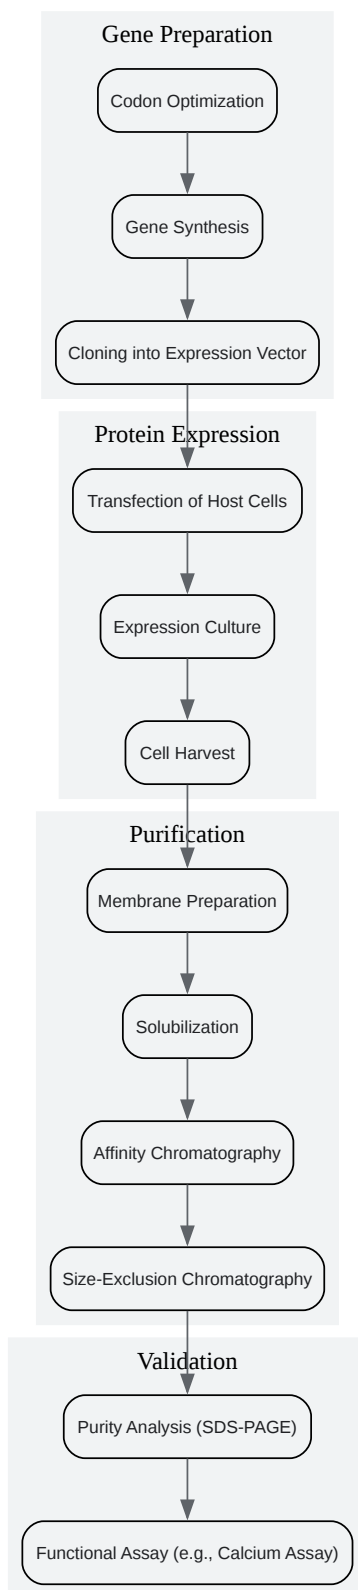 Gene Preparation
Codon Optimization
Gene Synthesis
Cloning into Expression Vector
Protein Expression
Transfection of Host Cells
Expression Culture
Cell Harvest
Purification
Membrane Preparation
Solubilization
Affinity Chromatography
Size-Exclusion Chromatography
Validation
Purity Analysis (SDS-PAGE)
Functional Assay (e.g., Calcium Assay)